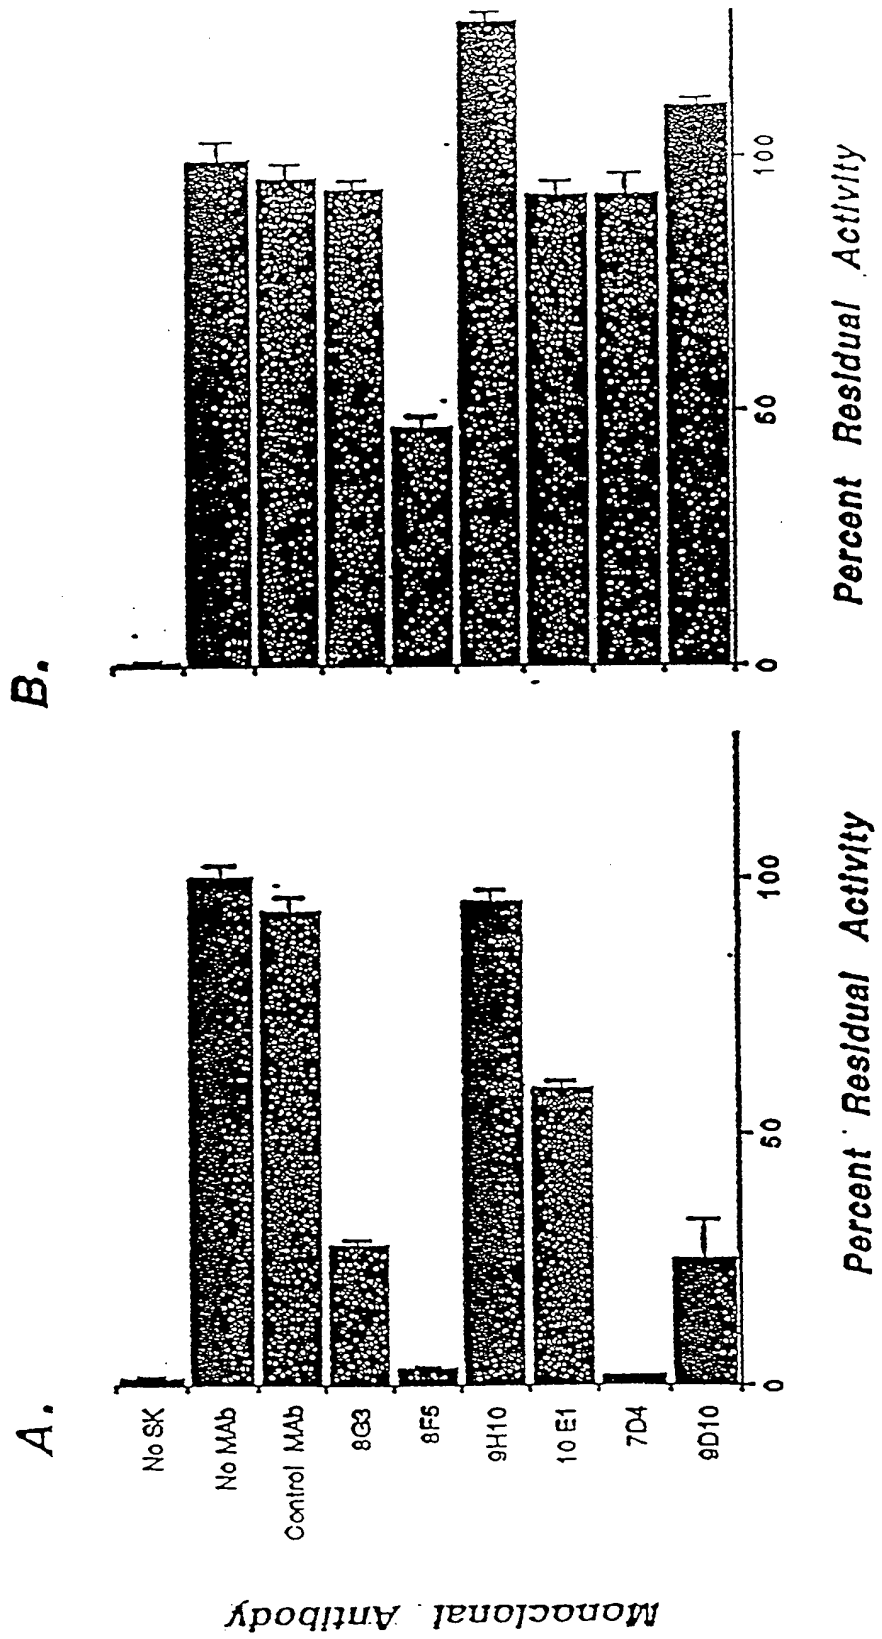 A.
B.
Monoclonal Antibody
No SK
No MAb
Control MAb
8G3
8F5
9H10
10 E1
7D4
9D10
0
50
100
Percent Residual Activity
0
50
100
Percent Residual Activity